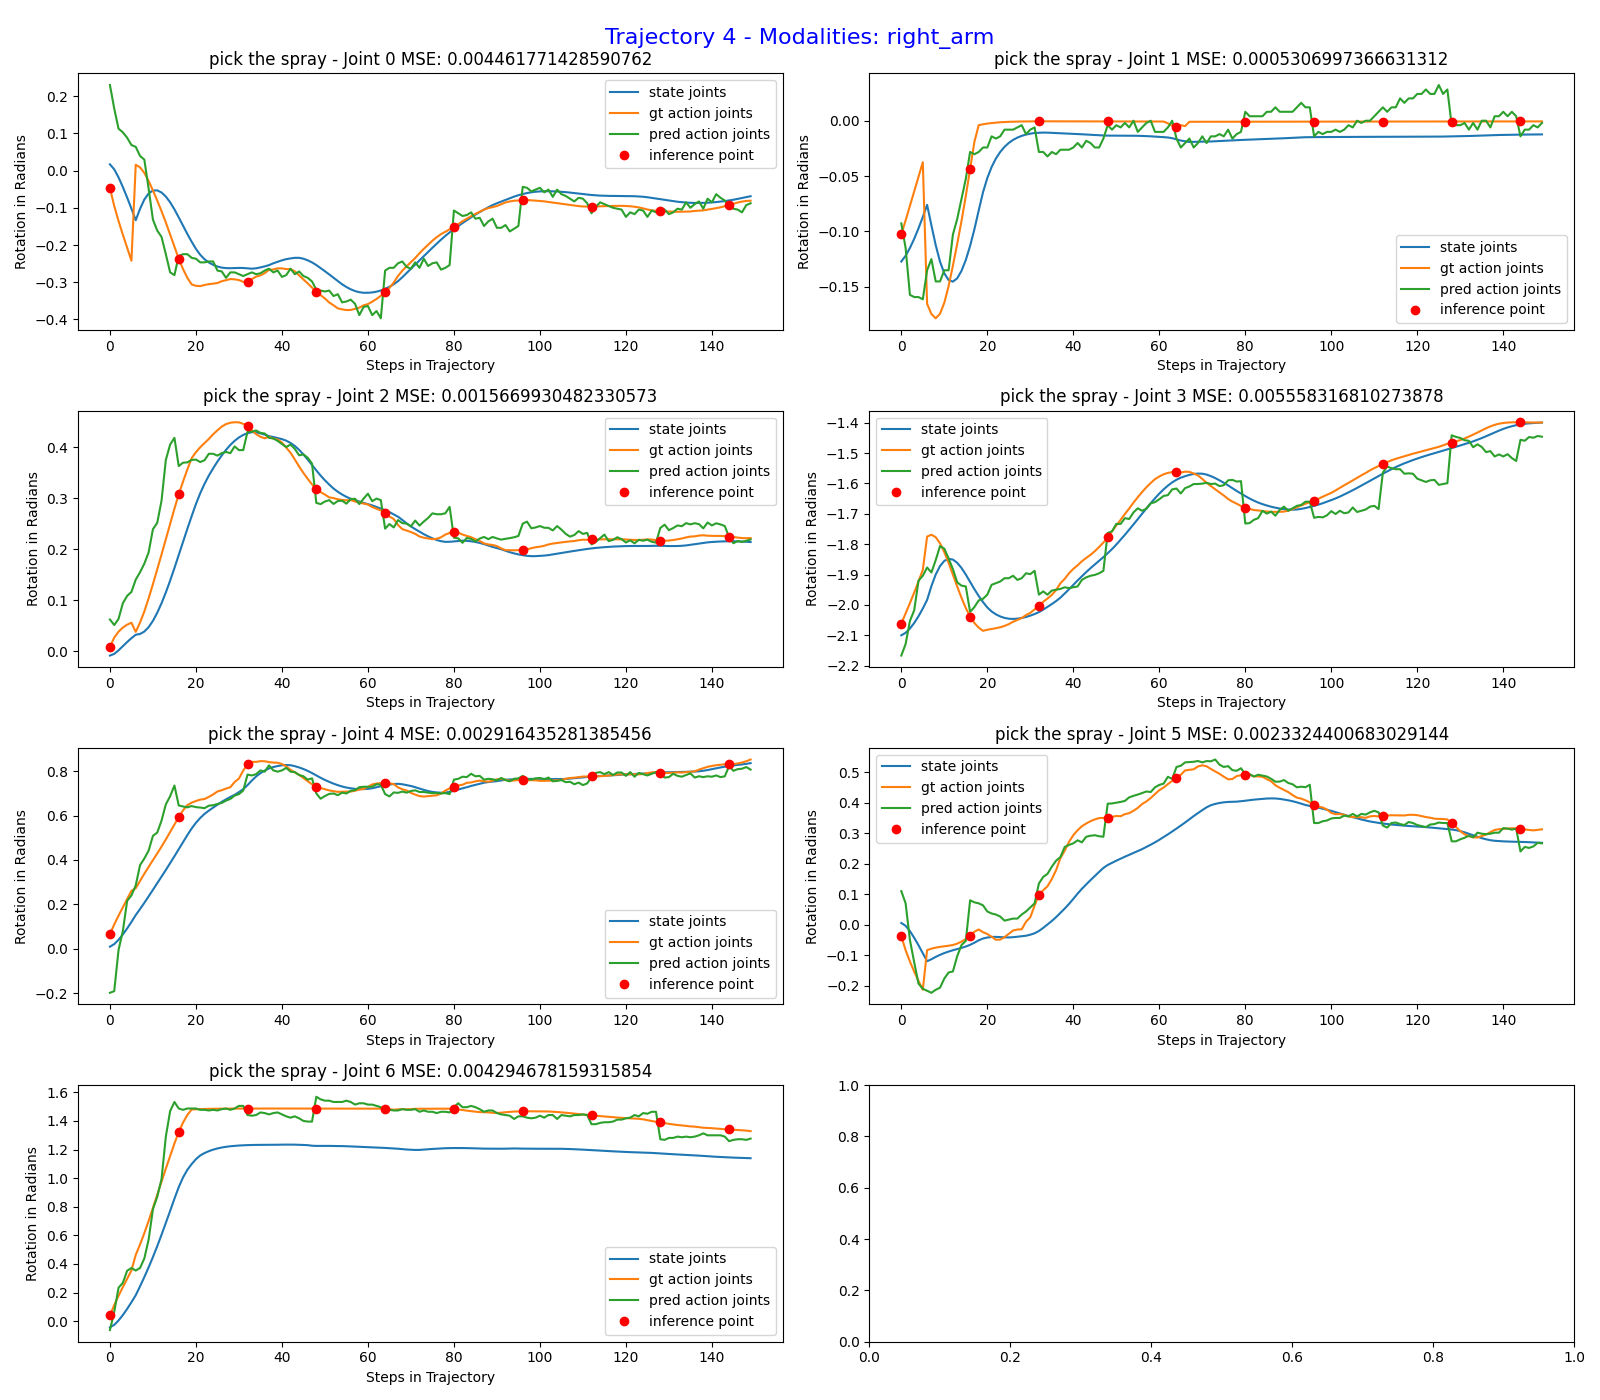 Trajectory 4 - Modalities: right_arm
pick the spray - Joint 0 MSE: 0.004461771428590762
0.2
0.1
0.0
−0.1
−0.2
−0.3
−0.4
Rotation in Radians
state joints
gt action joints
pred action joints
inference point
0 20 40 60 80 100 120 140
Steps in Trajectory
pick the spray - Joint 1 MSE: 0.0005306997366631312
0.00
−0.05
−0.10
−0.15
Rotation in Radians
state joints
gt action joints
pred action joints
inference point
0 20 40 60 80 100 120 140
Steps in Trajectory
pick the spray - Joint 2 MSE: 0.0015669930482330573
0.4
0.3
0.2
0.1
0.0
Rotation in Radians
state joints
gt action joints
pred action joints
inference point
0 20 40 60 80 100 120 140
Steps in Trajectory
pick the spray - Joint 3 MSE: 0.005558316810273878
−1.4
−1.5
−1.6
−1.7
−1.8
−1.9
−2.0
−2.1
−2.2
Rotation in Radians
state joints
gt action joints
pred action joints
inference point
0 20 40 60 80 100 120 140
Steps in Trajectory
pick the spray - Joint 4 MSE: 0.002916435281385456
0.8
0.6
0.4
0.2
0.0
−0.2
Rotation in Radians
state joints
gt action joints
pred action joints
inference point
0 20 40 60 80 100 120 140
Steps in Trajectory
pick the spray - Joint 5 MSE: 0.0023324400683029144
0.5
0.4
0.3
0.2
0.1
0.0
−0.1
−0.2
Rotation in Radians
state joints
gt action joints
pred action joints
inference point
0 20 40 60 80 100 120 140
Steps in Trajectory
pick the spray - Joint 6 MSE: 0.004294678159315854
1.6
1.4
1.2
1.0
0.8
0.6
0.4
0.2
0.0
Rotation in Radians
state joints
gt action joints
pred action joints
inference point
0 20 40 60 80 100 120 140
Steps in Trajectory
1.0
0.8
0.6
0.4
0.2
0.0
0.0 0.2 0.4 0.6 0.8 1.0